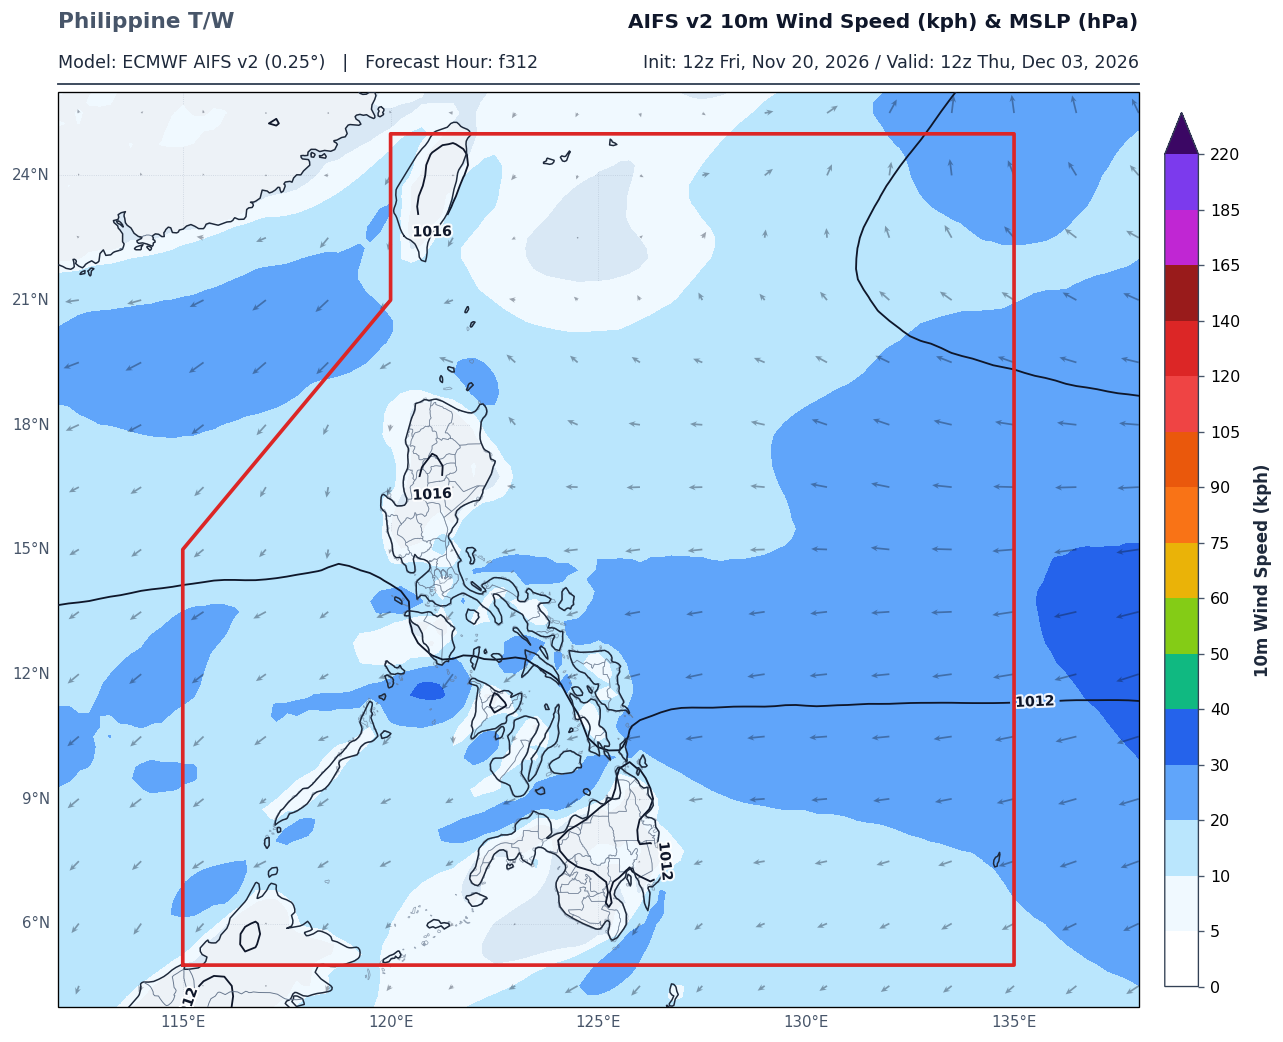 Philippine T/W
AIFS v2 10m Wind Speed (kph) & MSLP (hPa)
Model: ECMWF AIFS v2 (0.25°) | Forecast Hour: f312
Init: 12z Fri, Nov 20, 2026 / Valid: 12z Thu, Dec 03, 2026
24°N
21°N
18°N
15°N
12°N
9°N
6°N
115°E
120°E
125°E
130°E
135°E
1016
1016
1012
1012
12
220
185
165
140
120
105
90
75
60
50
40
30
20
10
5
0
10m Wind Speed (kph)